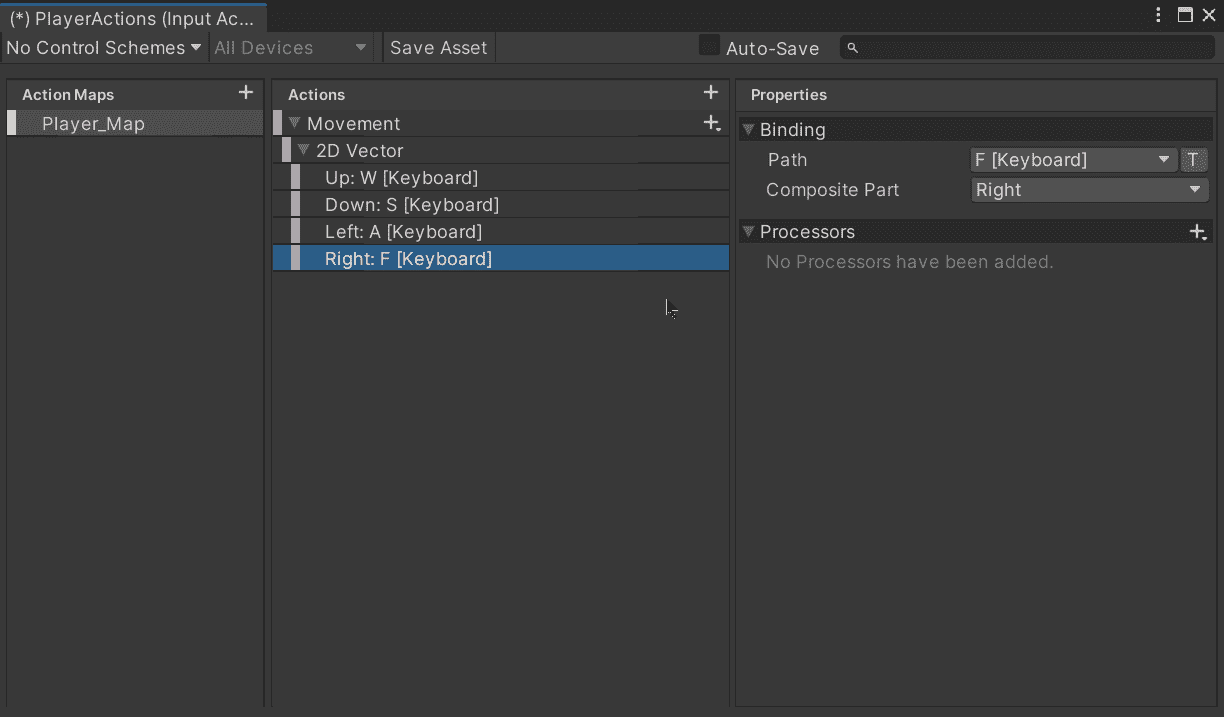 (*) PlayerActions (Input Ac...
No Control Schemes All Devices Save Asset Auto-Save
Action Maps
Player_Map
Actions
Movement
2D Vector
Up: W [Keyboard]
Down: S [Keyboard]
Left: A [Keyboard]
Right: F [Keyboard]
Properties
Binding
Path F [Keyboard] T
Composite Part Right
Processors
No Processors have been added.